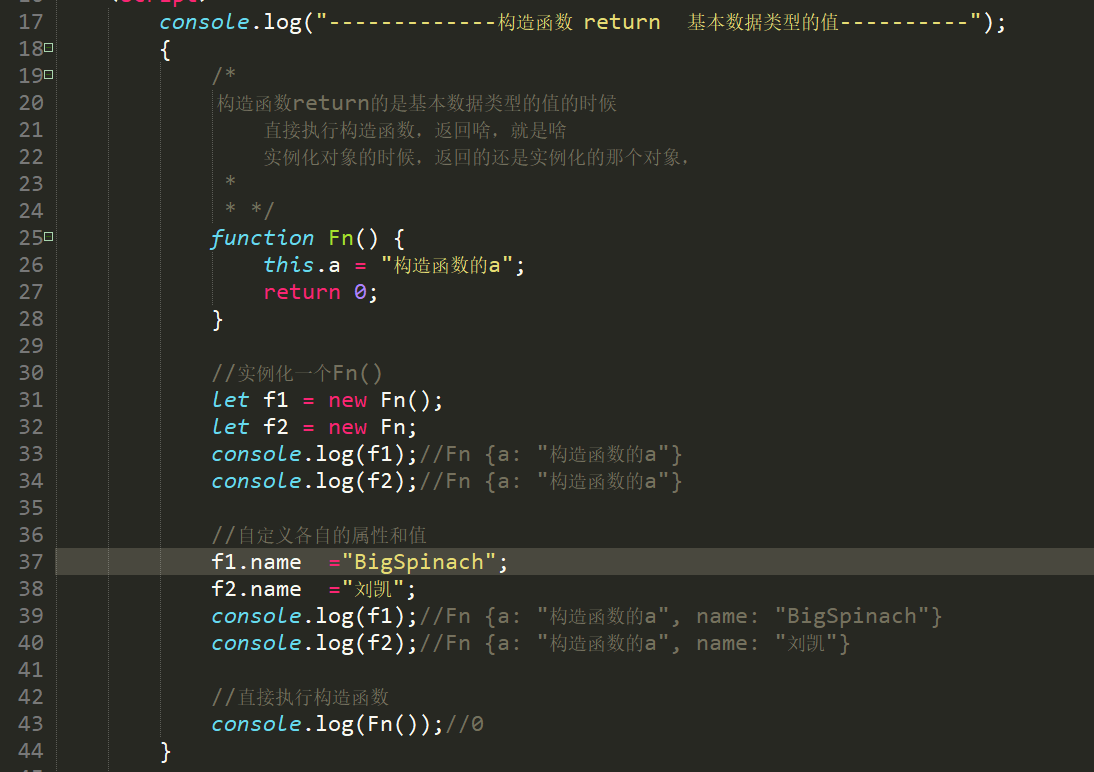 17 console.log("-------------构造函数 return  基本数据类型的值----------");
18 {
19 /*
20 构造函数return的是基本数据类型的值的时候
21 直接执行构造函数，返回啥，就是啥
22 实例化对象的时候，返回的还是实例化的那个对象．
23 *
24 * */
25 function Fn() {
26 this.a = "构造函数的a";
27 return 0;
28 }
29
30 //实例化一个Fn()
31 let f1 = new Fn();
32 let f2 = new Fn;
33 console.log(f1);//Fn {a: "构造函数的a"}
34 console.log(f2);//Fn {a: "构造函数的a"}
35
36 //自定义各自的属性和值
37 f1.name  ="BigSpinach";
38 f2.name  ="刘凯";
39 console.log(f1);//Fn {a: "构造函数的a", name: "BigSpinach"}
40 console.log(f2);//Fn {a: "构造函数的a", name: "刘凯"}
41
42 //直接执行构造函数
43 console.log(Fn());//0
44 }